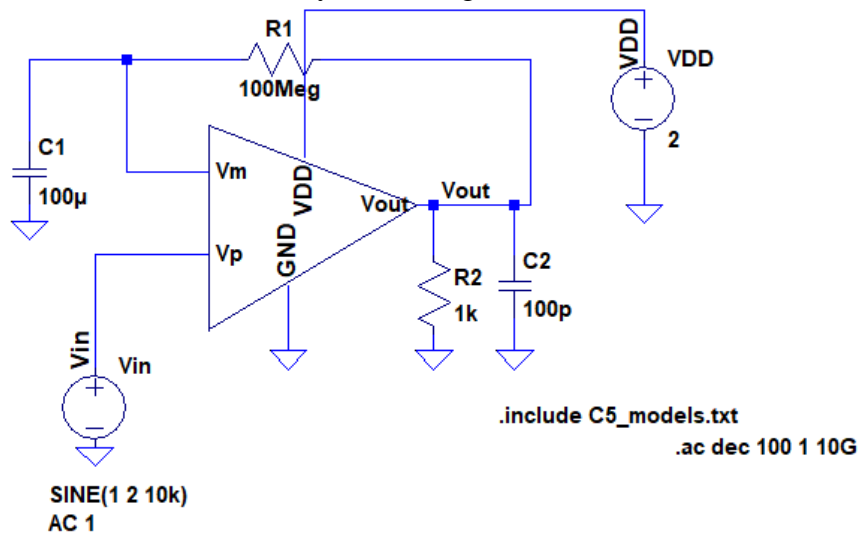 R1
100Meg
VDD
VDD
2
C1
100µ
Vm
VDD
Vout
Vout
Vp
GND
R2
1k
C2
100p
Vin
Vin
.include C5_models.txt
.ac dec 100 1 10G
SINE(1 2 10k)
AC 1